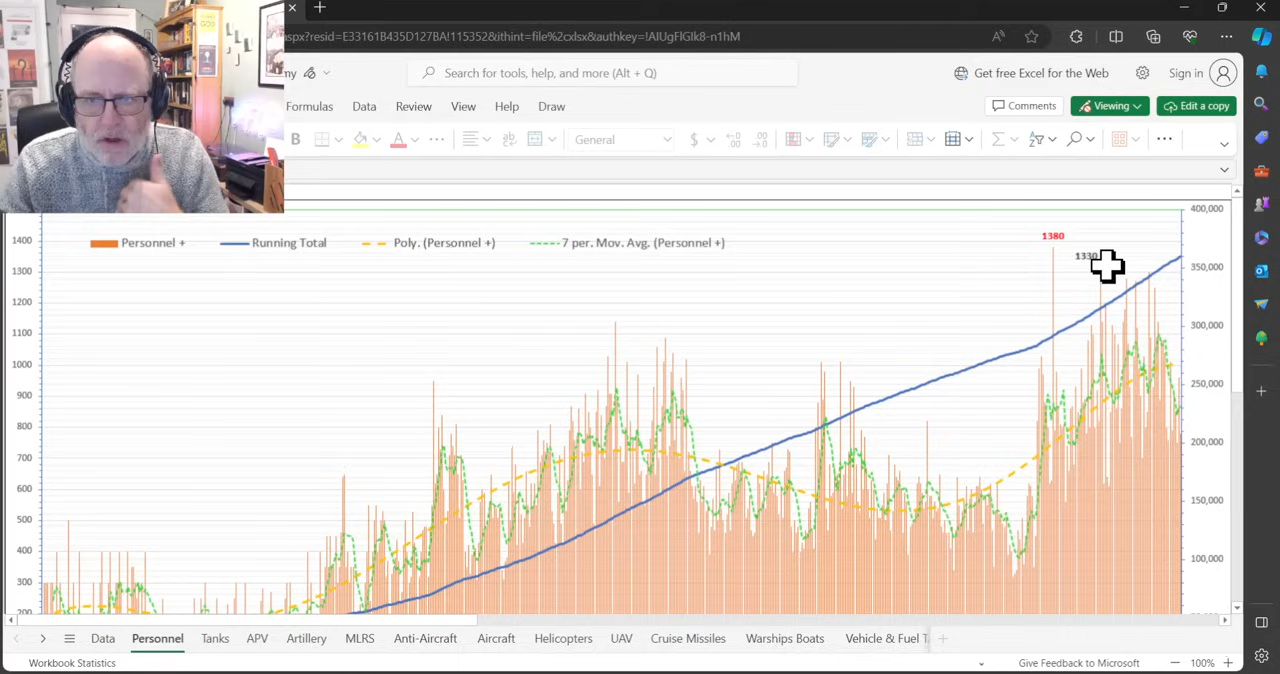 aspx?resid=E33161B435D127BA!115352&ithint=file%2cxlsx&authkey=!AIUgFlGlk8-n1hM
my
Search for tools, help, and more (Alt + Q)
Get free Excel for the Web
Sign in
Formulas Data Review View Help Draw
Comments Viewing Edit a copy
B A General $
Personnel + Running Total Poly. (Personnel +) 7 per. Mov. Avg. (Personnel +)
1380
1330
1400
1300
1200
1100
1000
900
800
700
600
500
400
300
200
400,000
350,000
300,000
250,000
200,000
150,000
100,000
Data Personnel Tanks APV Artillery MLRS Anti-Aircraft Aircraft Helicopters UAV Cruise Missiles Warships Boats Vehicle & Fuel T
Workbook Statistics Give Feedback to Microsoft 100%